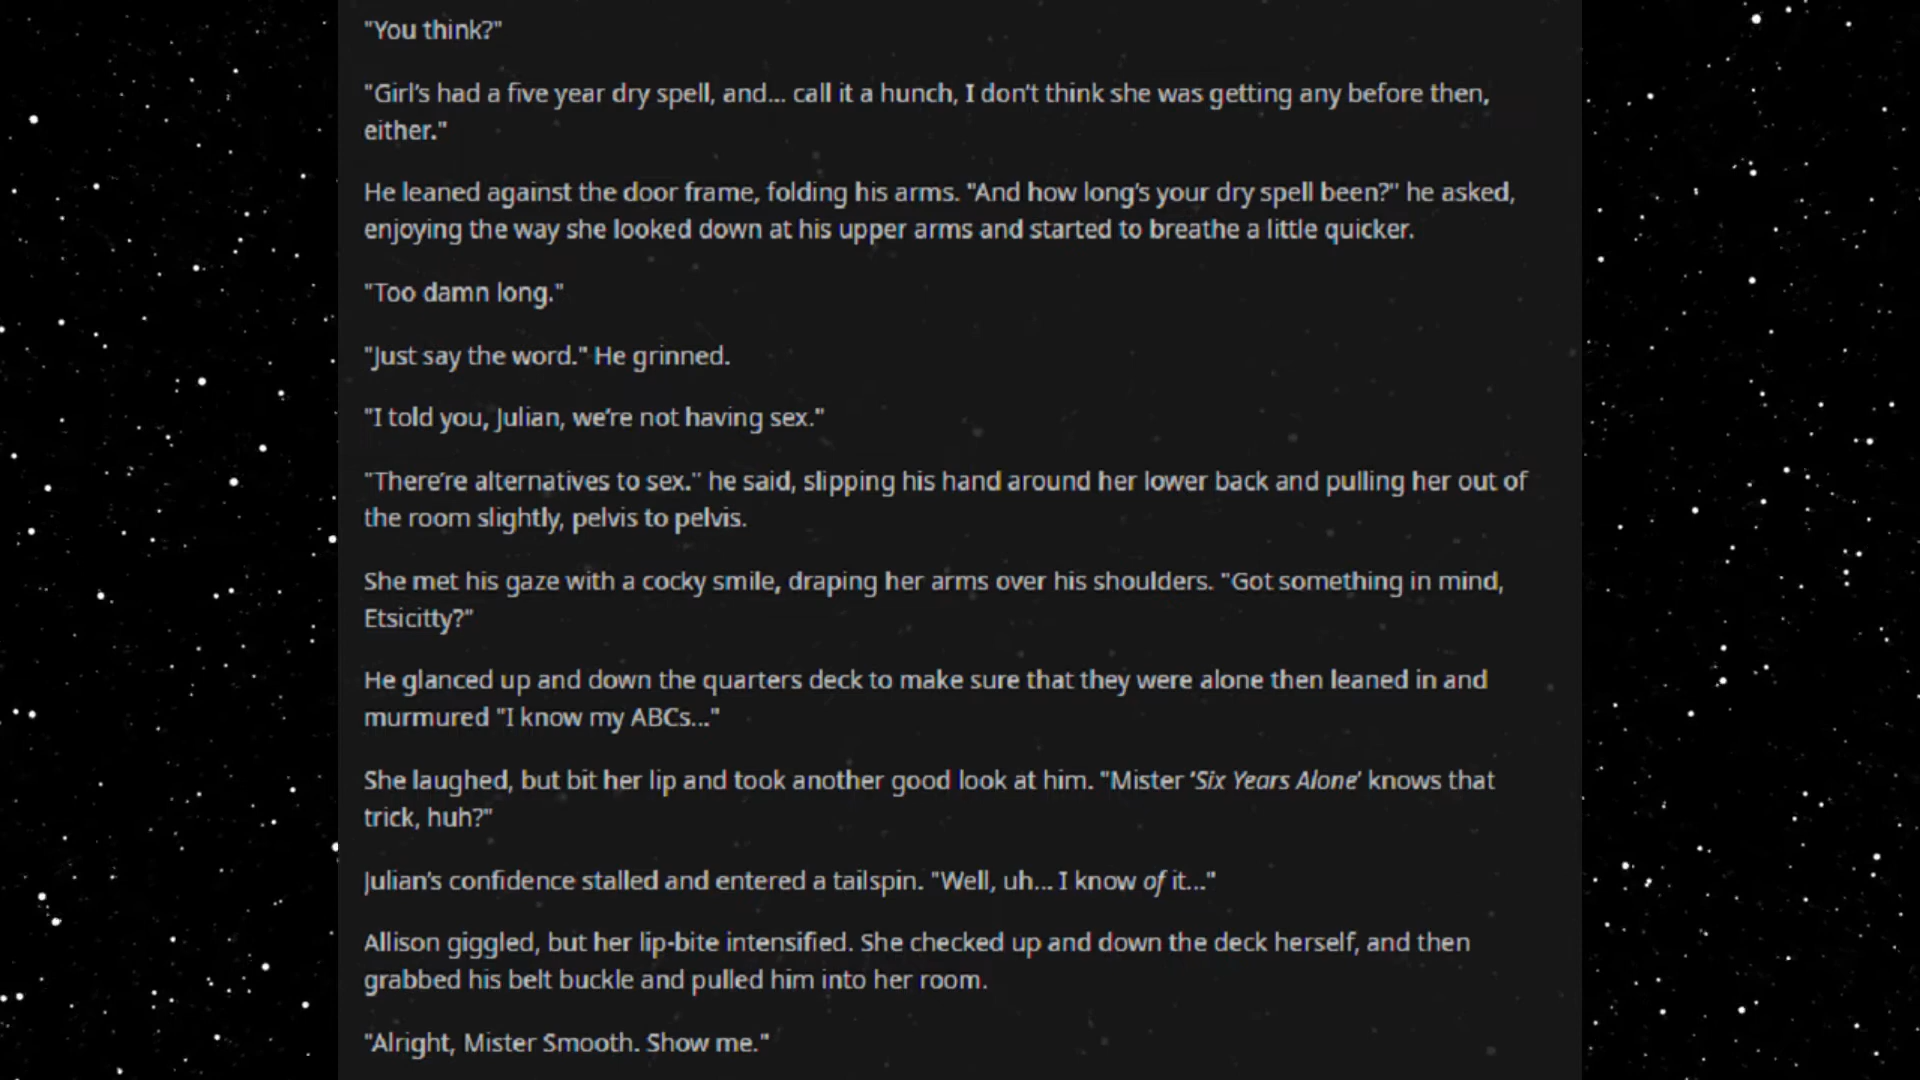 "You think?"
"Girl's had a five year dry spell, and... call it a hunch, I don't think she was getting any before then,
either."
He leaned against the door frame, folding his arms. "And how long's your dry spell been?" he asked,
enjoying the way she looked down at his upper arms and started to breathe a little quicker.
"Too damn long."
"Just say the word." He grinned.
"I told you, Julian, we're not having sex."
"There're alternatives to sex." he said, slipping his hand around her lower back and pulling her out of
the room slightly, pelvis to pelvis.
She met his gaze with a cocky smile, draping her arms over his shoulders. "Got something in mind,
Etsicitty?"
He glanced up and down the quarters deck to make sure that they were alone then leaned in and
murmured "I know my ABCs..."
She laughed, but bit her lip and took another good look at him. "Mister 'Six Years Alone' knows that
trick, huh?"
Julian's confidence stalled and entered a tailspin. "Well, uh... I know of it..."
Allison giggled, but her lip-bite intensified. She checked up and down the deck herself, and then
grabbed his belt buckle and pulled him into her room.
"Alright, Mister Smooth. Show me."